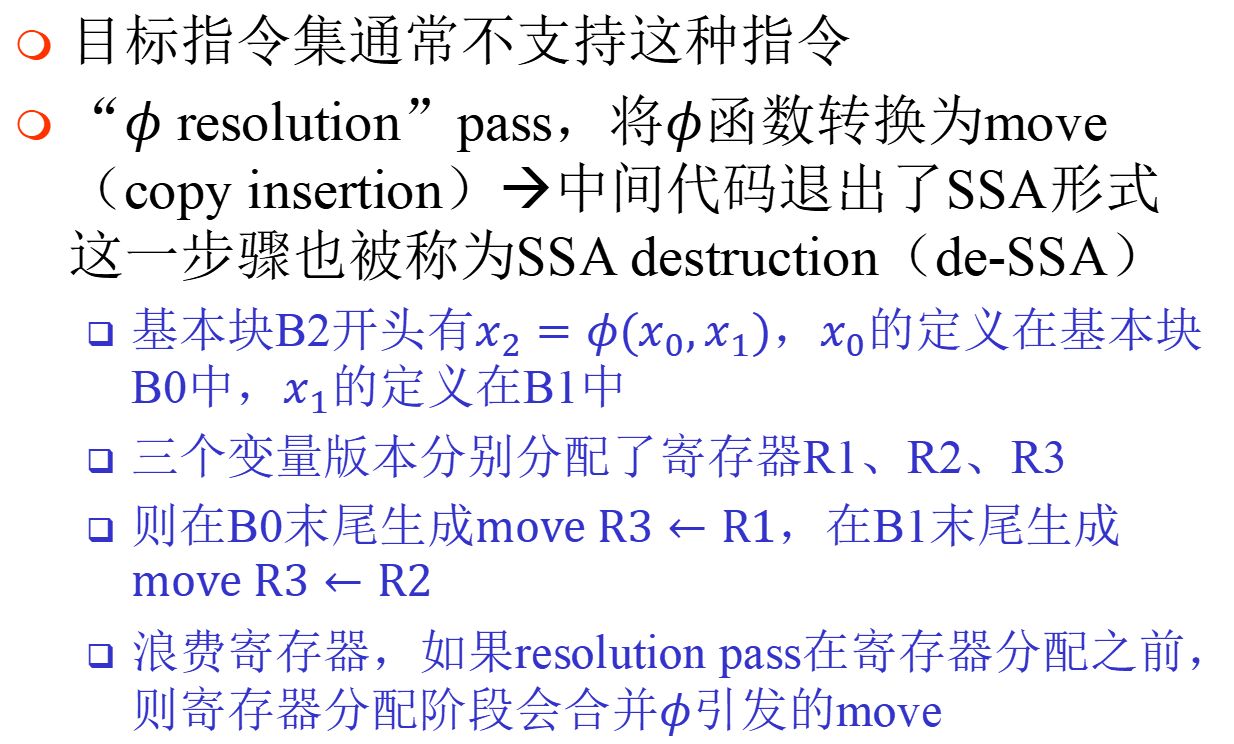 目标指令集通常不支持这种指令
“ϕ resolution”pass，将ϕ函数转换为move
（copy insertion）→中间代码退出了SSA形式
这一步骤也被称为SSA destruction（de-SSA）
基本块B2开头有x₂ = ϕ(x₀, x₁)，x₀的定义在基本块
B0中，x₁的定义在B1中
三个变量版本分别分配了寄存器R1、R2、R3
则在B0末尾生成move R3 ← R1，在B1末尾生成
move R3 ← R2
浪费寄存器，如果resolution pass在寄存器分配之前，
则寄存器分配阶段会合并ϕ引发的move